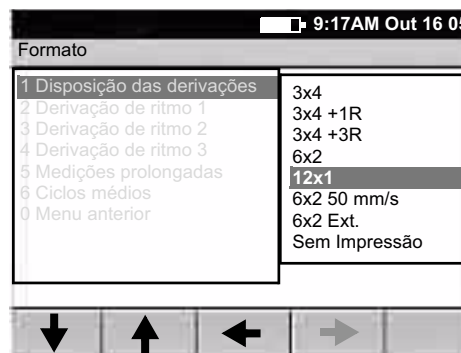 9:17AM Out 16 05
Formato
1 Disposição das derivações
2 Derivação de ritmo 1
3 Derivação de ritmo 2
4 Derivação de ritmo 3
5 Medições prolongadas
6 Ciclos médios
0 Menu anterior
3x4
3x4 +1R
3x4 +3R
6x2
12x1
6x2 50 mm/s
6x2 Ext.
Sem Impressão